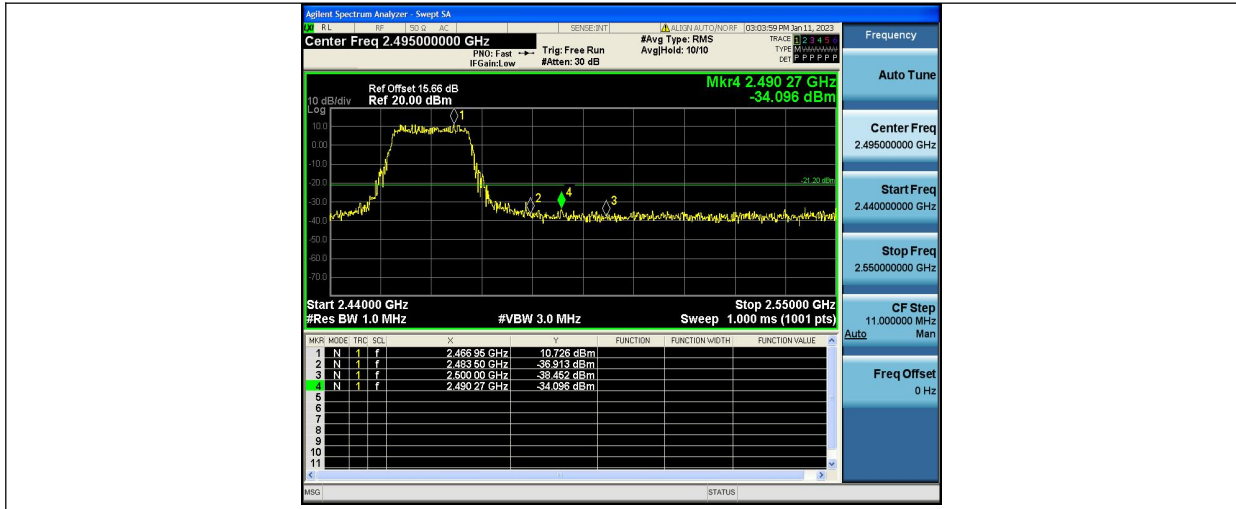 Agilent Spectrum Analyzer - Swept SA
RL RF 50 Ω AC SENSE:INT ALIGN AUTO/NO RF 03:03:59 PM Jan 11, 2023
Center Freq 2.495000000 GHz #Avg Type: RMS TRACE 1 2 3 4 5 6
PNO: Fast Trig: Free Run Avg|Hold: 10/10 TYPE M
IFGain:Low #Atten: 30 dB DET P P P P P P
Mkr4 2.490 27 GHz
Ref Offset 15.66 dB
10 dB/div Ref 20.00 dBm -34.096 dBm
Log
1
10.0
0.00
-10.0
-20.0 -21.20 dBm
-30.0 2 4 3
-40.0
-50.0
-60.0
-70.0
Start 2.44000 GHz Stop 2.55000 GHz
#Res BW 1.0 MHz #VBW 3.0 MHz Sweep 1.000 ms (1001 pts)
MKR MODE TRC SCL X Y FUNCTION FUNCTION WIDTH FUNCTION VALUE
1 N 1 f 2.466 95 GHz 10.726 dBm
2 N 1 f 2.483 50 GHz -36.913 dBm
3 N 1 f 2.500 00 GHz -38.452 dBm
4 N 1 f 2.490 27 GHz -34.096 dBm
5
6
7
8
9
10
11
MSG STATUS
Frequency
Auto Tune
Center Freq
2.495000000 GHz
Start Freq
2.440000000 GHz
Stop Freq
2.550000000 GHz
CF Step
11.000000 MHz
Auto Man
Freq Offset
0 Hz